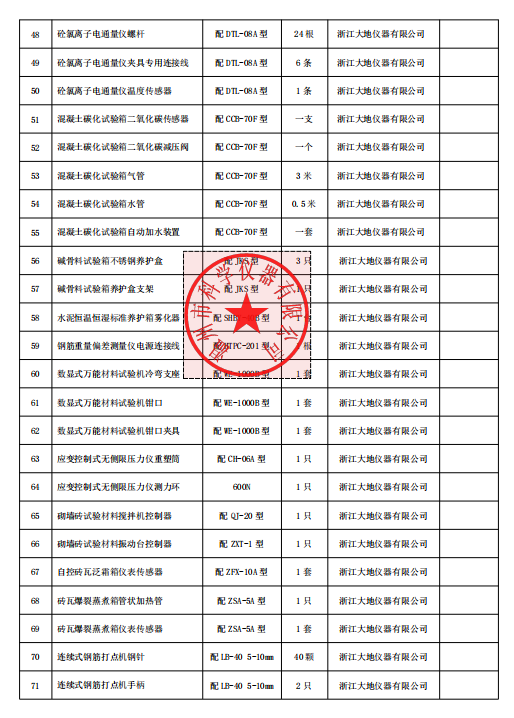 48 砼氯离子电通量仪螺杆 配 DTL-08A 型 24 根 浙江大地仪器有限公司
49 砼氯离子电通量仪夹具专用连接线 配 DTL-08A 型 6 条 浙江大地仪器有限公司
50 砼氯离子电通量仪温度传感器 配 DTL-08A 型 1 条 浙江大地仪器有限公司
51 混凝土碳化试验箱二氧化碳传感器 配 CCB-70F 型 一支 浙江大地仪器有限公司
52 混凝土碳化试验箱二氧化碳减压阀 配 CCB-70F 型 一个 浙江大地仪器有限公司
53 混凝土碳化试验箱气管 配 CCB-70F 型 3 米 浙江大地仪器有限公司
54 混凝土碳化试验箱水管 配 CCB-70F 型 0.5 米 浙江大地仪器有限公司
55 混凝土碳化试验箱自动加水装置 配 CCB-70F 型 一套 浙江大地仪器有限公司
56 碱骨料试验箱不锈钢养护盒 配 JKS 型 3 只 浙江大地仪器有限公司
57 碱骨料试验箱养护盒支架 配 JKS 型 1 只 浙江大地仪器有限公司
58 水泥恒温恒湿标准养护箱雾化器 配 型 1 浙江大地仪器有限公司
59 钢筋重量偏差测量仪电源连接线 配 HTPC-201 型 根 浙江大地仪器有限公司
60 数显式万能材料试验机冷弯支座 配 WE-1000B 型 1 套 浙江大地仪器有限公司
61 数显式万能材料试验机钳口 配 WE-1000B 型 1 套 浙江大地仪器有限公司
62 数显式万能材料试验机钳口夹具 配 WE-1000B 型 1 套 浙江大地仪器有限公司
63 应变控制式无侧限压力仪重塑筒 配 CH-06A 型 1 只 浙江大地仪器有限公司
64 应变控制式无侧限压力仪测力环 600N 1 只 浙江大地仪器有限公司
65 砌墙砖试验材料搅拌机控制器 配 QJ-20 型 1 只 浙江大地仪器有限公司
66 砌墙砖试验材料振动台控制器 配 ZXT-1 型 1 只 浙江大地仪器有限公司
67 自控砖瓦泛霜箱仪表传感器 配 ZFX-10A 型 1 套 浙江大地仪器有限公司
68 砖瓦爆裂蒸煮箱管状加热管 配 ZSA-5A 型 1 只 浙江大地仪器有限公司
69 砖瓦爆裂蒸煮箱仪表传感器 配 ZSA-5A 型 1 套 浙江大地仪器有限公司
70 连续式钢筋打点机钢针 配 LB-40 5-10mm 40 颗 浙江大地仪器有限公司
71 连续式钢筋打点机手柄 配 LB-40 5-10mm 2 只 浙江大地仪器有限公司
州市科学仪器有限公司